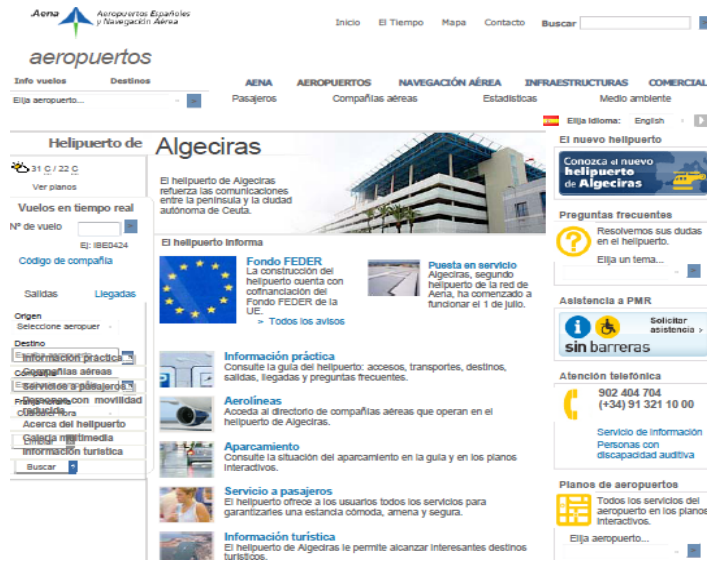 Aena Aeropuertos Españoles
y Navegación Aérea
Inicio El Tiempo Mapa Contacto Buscar
aeropuertos
Info vuelos Destinos
AENA AEROPUERTOS NAVEGACIÓN AÉREA INFRAESTRUCTURAS COMERCIAL
Elija aeropuerto...
Pasajeros Compañías aéreas Estadísticas Medio ambiente
Elija Idioma: English
Helipuerto de Algeciras
31 C / 22 C
Ver planos
Vuelos en tiempo real
Nº de vuelo
Ej: IBE0424
Código de compañía
Salidas Llegadas
Origen
Seleccione aeropuer
Destino
Información práctica
Compañías aéreas
Servicios a pasajeros
Personas con movilidad
reducida
Acerca del helipuerto
Galería multimedia
Información turística
Buscar
El helipuerto de Algeciras
refuerza las comunicaciones
entre la península y la ciudad
autónoma de Ceuta.
El helipuerto informa
Fondo FEDER
La construcción del
helipuerto cuenta con
cofinanciación del
Fondo FEDER de la
UE.
» Todos los avisos
Puesta en servicio
Algeciras, segundo
helipuerto de la red de
Aena, ha comenzado a
funcionar el 1 de julio.
Información práctica
Consulte la guía del helipuerto: accesos, transportes, destinos,
salidas, llegadas y preguntas frecuentes.
Aerolíneas
Acceda al directorio de compañías aéreas que operan en el
helipuerto de Algeciras.
Aparcamiento
Consulte la situación del aparcamiento en la guía y en los planos
interactivos.
Servicio a pasajeros
El helipuerto ofrece a los usuarios todos los servicios para
garantizarles una estancia cómoda, amena y segura.
Información turística
El helipuerto de Algeciras le permite alcanzar interesantes destinos
turísticos.
El nuevo helipuerto
Conozca el nuevo
helipuerto
de Algeciras
Preguntas frecuentes
Resolvemos sus dudas
en el helipuerto.
Elija un tema...
Asistencia a PMR
Solicitar
asistencia >
sin barreras
Atención telefónica
902 404 704
(+34) 91 321 10 00
Servicio de Información
Personas con
discapacidad auditiva
Planos de aeropuertos
Todos los servicios del
aeropuerto en los planos
interactivos.
Elija aeropuerto...